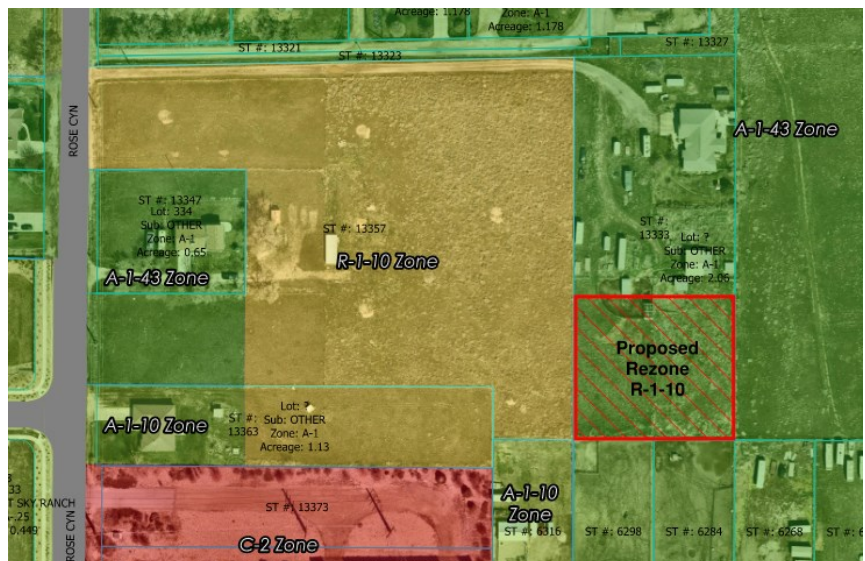 Acreage: 1.178
Zone: A-1
Acreage: 1.178
ST #: 13321
ST #: 13323
ST #: 13327
ROSE CYN
A-1-43 Zone
ST #: 13347
Lot: 334
Sub: OTHER
Zone: A-1
Acreage: 0.65
A-1-43 Zone
ST #: 13357
R-1-10 Zone
ST #:
13333
Lot: ?
Sub: OTHER
Zone: A-1
Acreage: 2.06
Proposed
Rezone
R-1-10
A-1-10 Zone
ST #:
13363
Lot: ?
Sub: OTHER
Zone: A-1
Acreage: 1.13
33
T SKY RANCH
-.25
0.449
ROSE CYN
ST #: 13373
C-2 Zone
A-1-10
Zone
ST #: 6316
ST #: 6298
ST #: 6284
ST #: 6268
ST #: 6